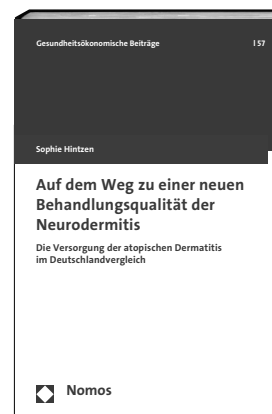 Gesundheitsökonomische Beiträge | 57
Sophie Hintzen
Auf dem Weg zu einer neuen
Behandlungsqualität der
Neurodermitis
Die Versorgung der atopischen Dermatitis
im Deutschlandvergleich
Nomos